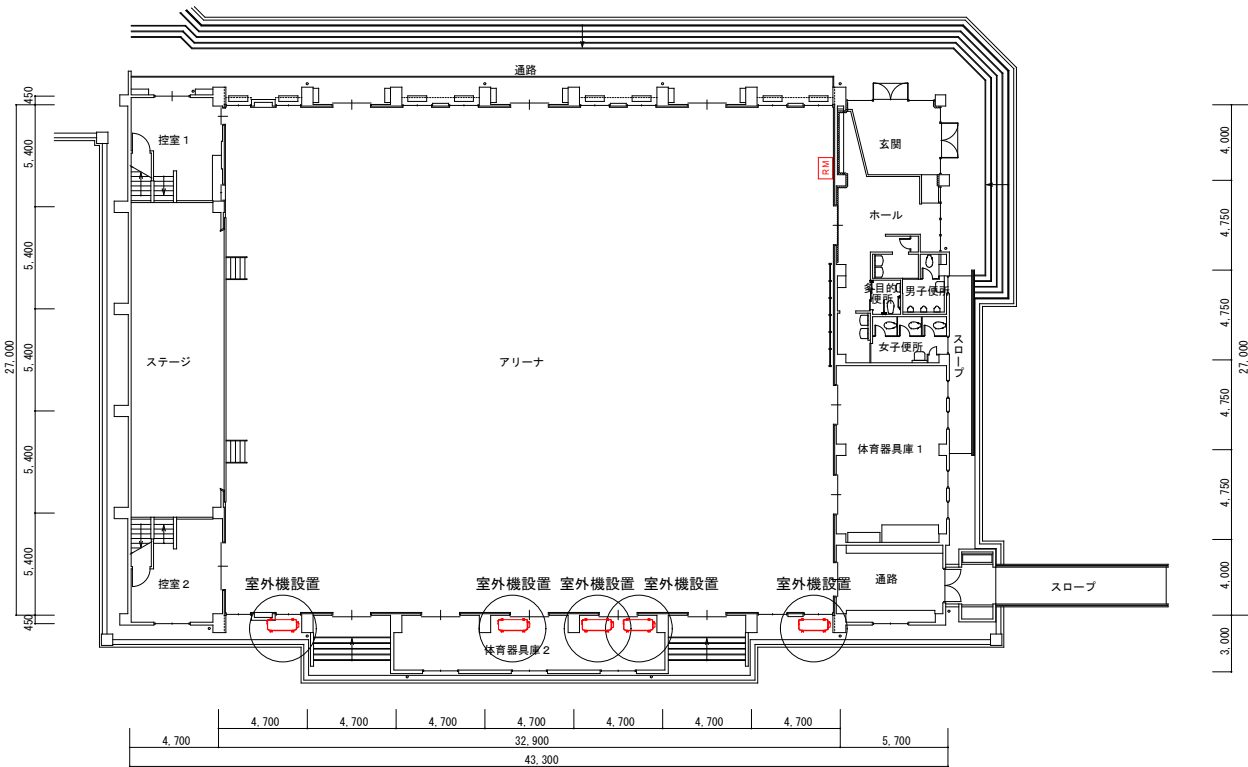 通路
450
控室1
玄関
4,000
5,400
RM
ホール
4,750
5,400
多目的
便所
男子便所
4,750
27,000
5,400
ステージ
アリーナ
女子便所
スロープ
27,000
4,750
5,400
体育器具庫1
4,750
5,400
控室2
室外機設置
室外機設置
室外機設置
室外機設置
室外機設置
通路
スロープ
4,000
450
体育器具庫2
3,000
4,700
4,700
4,700
4,700
4,700
4,700
4,700
4,700
32,900
5,700
43,300